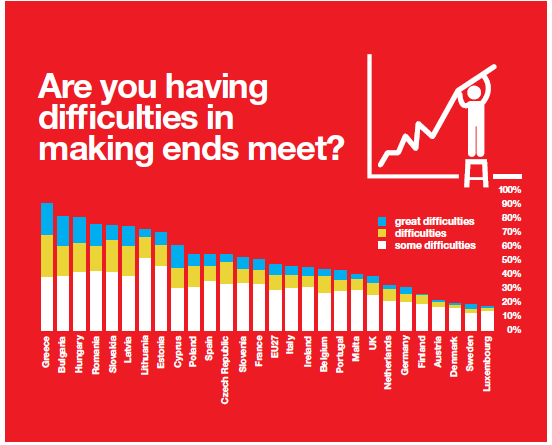 Are you having
difficulties in
making ends meet?
100%
90%
80%
70%
60%
50%
40%
30%
20%
10%
0%
great difficulties
difficulties
some difficulties
Greece
Bulgaria
Hungary
Romania
Slovakia
Latvia
Lithuania
Estonia
Cyprus
Poland
Spain
Czech Republic
Slovenia
France
EU27
Italy
Ireland
Belgium
Portugal
Malta
UK
Netherlands
Germany
Finland
Austria
Denmark
Sweden
Luxembourg